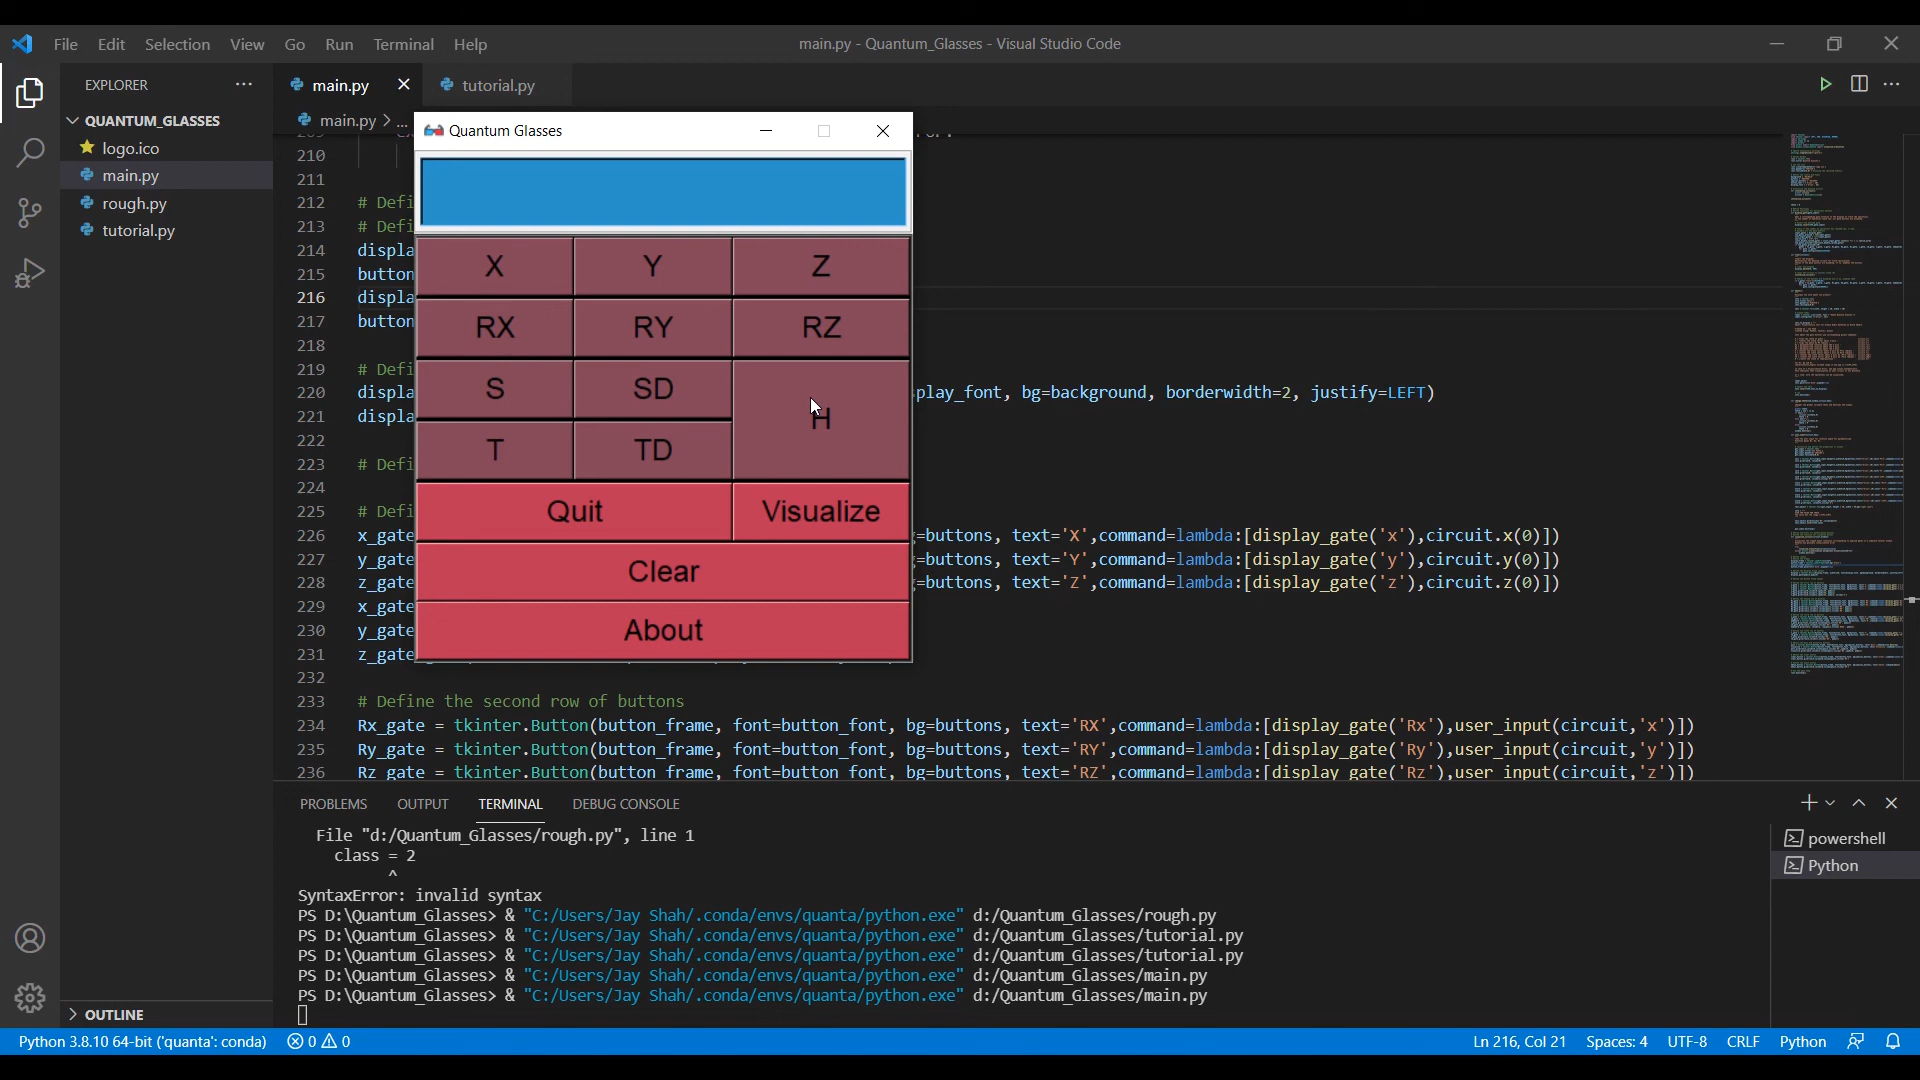 File Edit Selection View Go Run Terminal Help
main.py - Quantum_Glasses - Visual Studio Code
EXPLORER
QUANTUM_GLASSES
logo.ico
main.py
rough.py
tutorial.py
OUTLINE
main.py tutorial.py
main.py > ...
Quantum Glasses
X Y Z
RX RY RZ
S SD H
T TD
Quit Visualize
Clear
About
210
211
212 # Defi
213 # Defi
214 displa
215 button
216 displa
217 button
218
219 # Defi
220 displa play_font, bg=background, borderwidth=2, justify=LEFT)
221 displa
222
223 # Defi
224
225 # Defi
226 x_gate =buttons, text='X',command=lambda:[display_gate('x'),circuit.x(0)])
227 y_gate =buttons, text='Y',command=lambda:[display_gate('y'),circuit.y(0)])
228 z_gate =buttons, text='Z',command=lambda:[display_gate('z'),circuit.z(0)])
229 x_gate
230 y_gate
231 z_gate
232
233 # Define the second row of buttons
234 Rx_gate = tkinter.Button(button_frame, font=button_font, bg=buttons, text='RX',command=lambda:[display_gate('Rx'),user_input(circuit,'x')])
235 Ry_gate = tkinter.Button(button_frame, font=button_font, bg=buttons, text='RY',command=lambda:[display_gate('Ry'),user_input(circuit,'y')])
236 Rz_gate = tkinter.Button(button_frame, font=button_font, bg=buttons, text='RZ',command=lambda:[display_gate('Rz'),user_input(circuit,'z')])
PROBLEMS OUTPUT TERMINAL DEBUG CONSOLE
File "d:/Quantum_Glasses/rough.py", line 1
class = 2
^
SyntaxError: invalid syntax
PS D:\Quantum_Glasses> & "C:/Users/Jay Shah/.conda/envs/quanta/python.exe" d:/Quantum_Glasses/rough.py
PS D:\Quantum_Glasses> & "C:/Users/Jay Shah/.conda/envs/quanta/python.exe" d:/Quantum_Glasses/tutorial.py
PS D:\Quantum_Glasses> & "C:/Users/Jay Shah/.conda/envs/quanta/python.exe" d:/Quantum_Glasses/tutorial.py
PS D:\Quantum_Glasses> & "C:/Users/Jay Shah/.conda/envs/quanta/python.exe" d:/Quantum_Glasses/main.py
PS D:\Quantum_Glasses> & "C:/Users/Jay Shah/.conda/envs/quanta/python.exe" d:/Quantum_Glasses/main.py
powershell
Python
Python 3.8.10 64-bit ('quanta': conda) 0 0
Ln 216, Col 21 Spaces: 4 UTF-8 CRLF Python